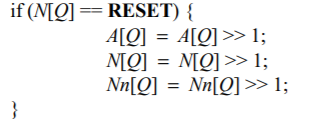 if (N[Q] == RESET) {
A[Q] = A[Q] >> 1;
N[Q] = N[Q] >> 1;
Nn[Q] = Nn[Q] >> 1;
}